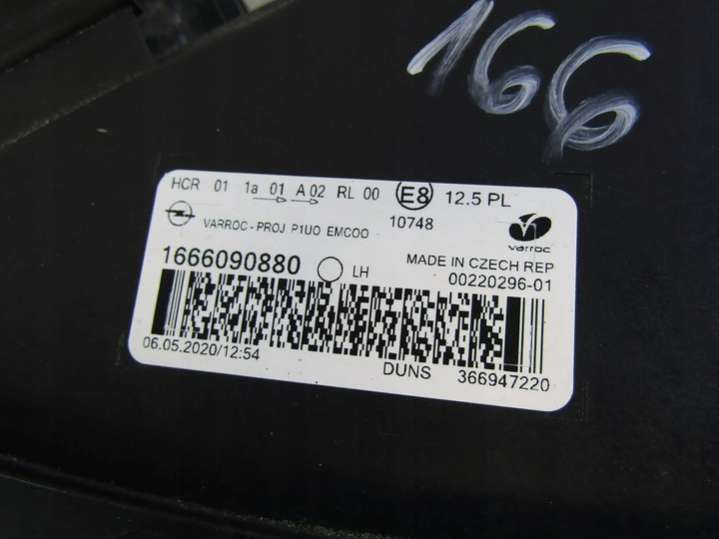 166
HCR 01 1a 01 A 02 RL 00 E8 12.5 PL
10748
VARROC - PROJ P1UO EMCOO
varroc
MADE IN CZECH REP
1666090880 LH
00220296-01
06.05.2020/12:54
DUNS 366947220